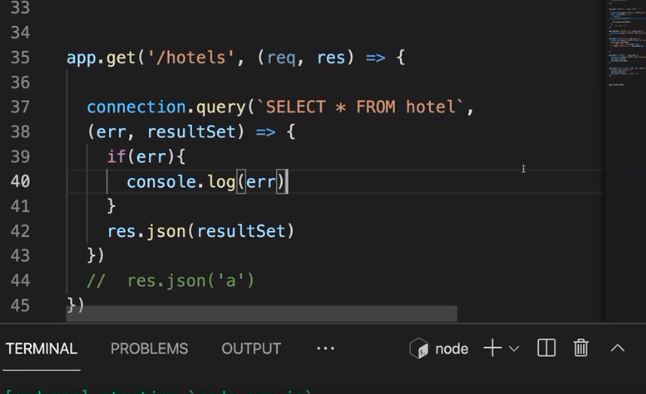 33
34
35 app.get('/hotels', (req, res) => {
36
37 connection.query(`SELECT * FROM hotel`,
38 (err, resultSet) => {
39 if(err){
40 console.log(err)
41 }
42 res.json(resultSet)
43 })
44 // res.json('a')
45 })
TERMINAL PROBLEMS OUTPUT ··· node